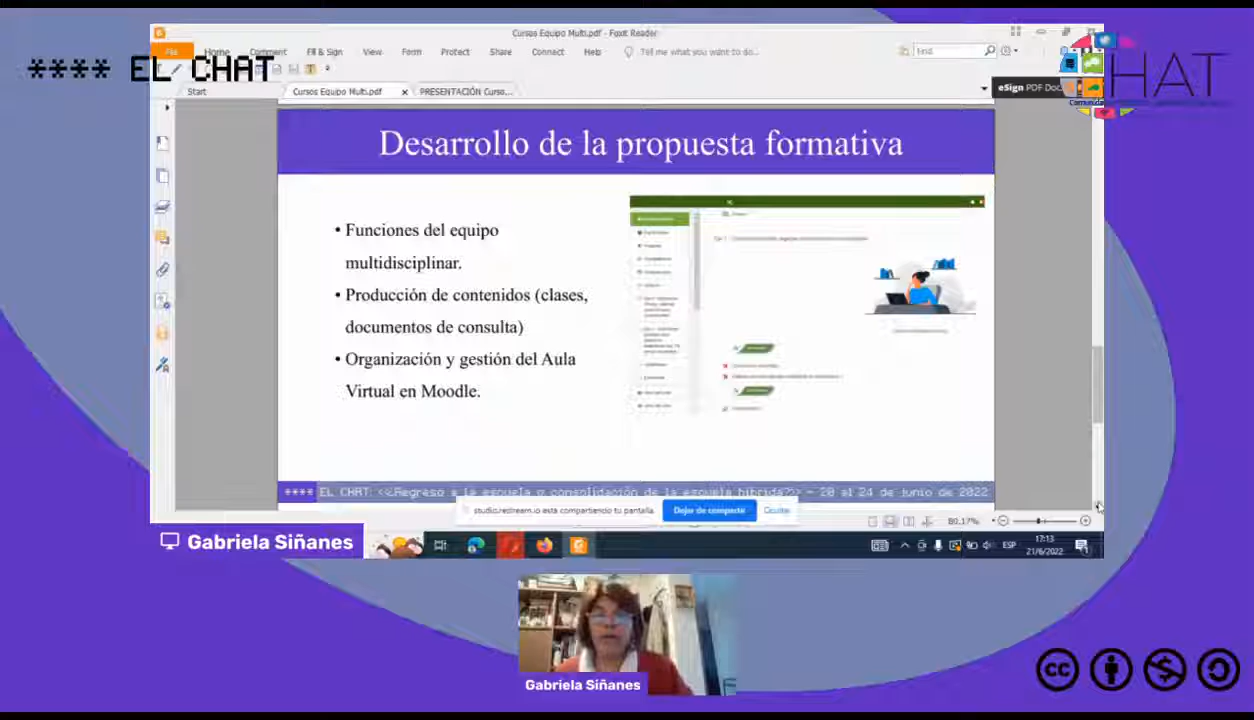 Cursos Equipo Multi.pdf - Foxit Reader
File Home Comment Fill & Sign View Form Protect Share Connect Help Tell me what you want to do...
Find
**** EL CHAT
HAT
Comunidad
Start Cursos Equipo Multi.pdf × PRESENTACIÓN Curso...
eSign PDF Doc
Desarrollo de la propuesta formativa
• Funciones del equipo
multidisciplinar.
• Producción de contenidos (clases,
documentos de consulta)
• Organización y gestión del Aula
Virtual en Moodle.
**** EL CHAT: <<¿Regreso a la escuela o consolidación de la escuela híbrida?>> - 20 al 24 de junio de 2022
studio.restream.io está compartiendo tu pantalla.
Dejar de compartir
Ocultar
80.17%
Gabriela Siñanes
ESP
17:13
21/6/2022
Gabriela Siñanes
cc